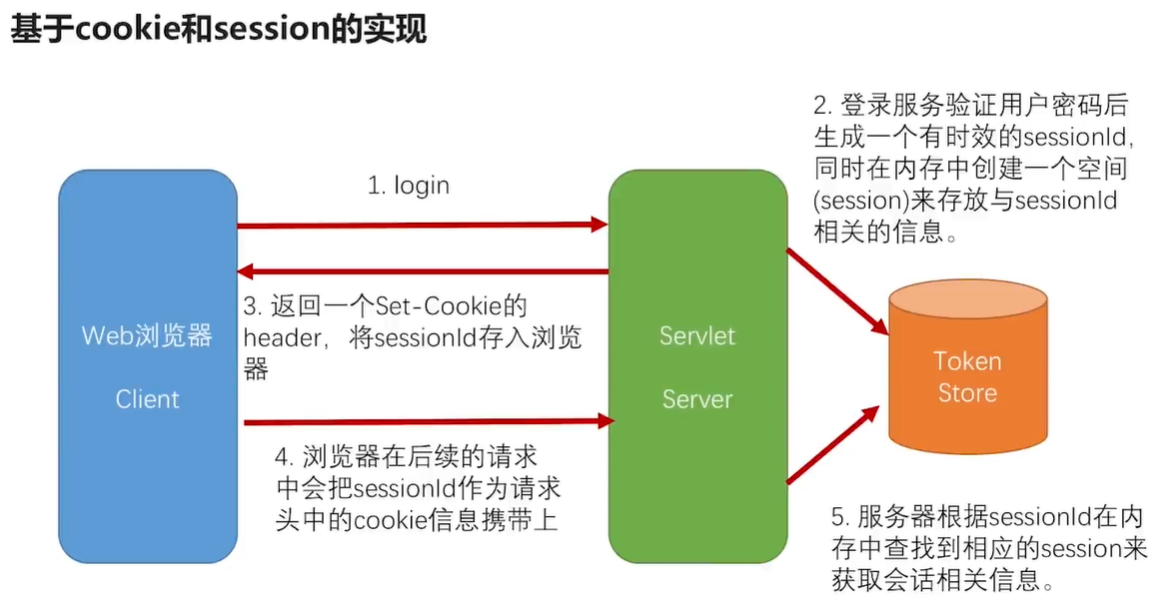 基于cookie和session的实现
2. 登录服务验证用户密码后
生成一个有时效的sessionId,
同时在内存中创建一个空间
(session)来存放与sessionId
相关的信息。
1. login
3. 返回一个Set-Cookie的
header，将sessionId存入浏览
器
Web浏览器
Client
Servlet
Server
Token
Store
4. 浏览器在后续的请求
中会把sessionId作为请求
头中的cookie信息携带上
5. 服务器根据sessionId在内
存中查找到相应的session来
获取会话相关信息。